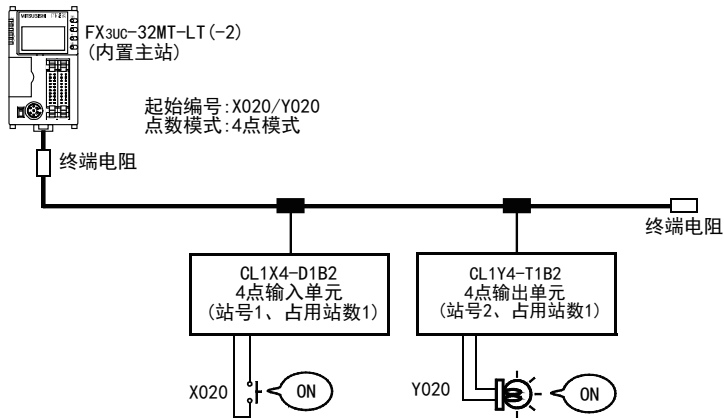 MITSUBISHI
FX3UC-32MT-LT(-2)
(内置主站)
起始编号:X020/Y020
点数模式:4点模式
终端电阻
终端电阻
CL1X4-D1B2
4点输入单元
(站号1、占用站数1)
CL1Y4-T1B2
4点输出单元
(站号2、占用站数1)
X020
ON
Y020
ON